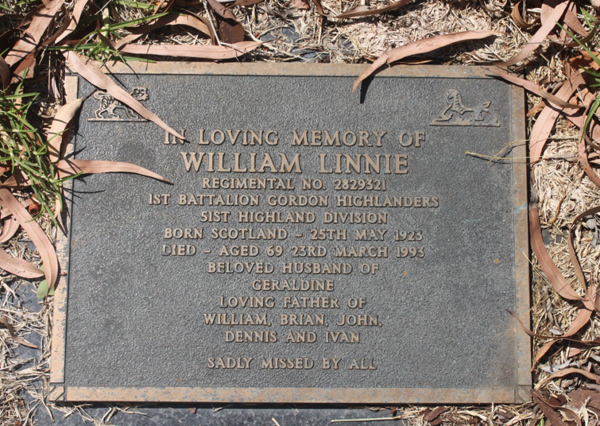 IN LOVING MEMORY OF
WILLIAM LINNIE
REGIMENTAL NO. 2829321
1ST BATTALION GORDON HIGHLANDERS
51ST HIGHLAND DIVISION
BORN SCOTLAND - 25TH MAY 1923
DIED - AGED 69 23RD MARCH 1993
BELOVED HUSBAND OF
GERALDINE
LOVING FATHER OF
WILLIAM, BRIAN, JOHN,
DENNIS AND IVAN
SADLY MISSED BY ALL